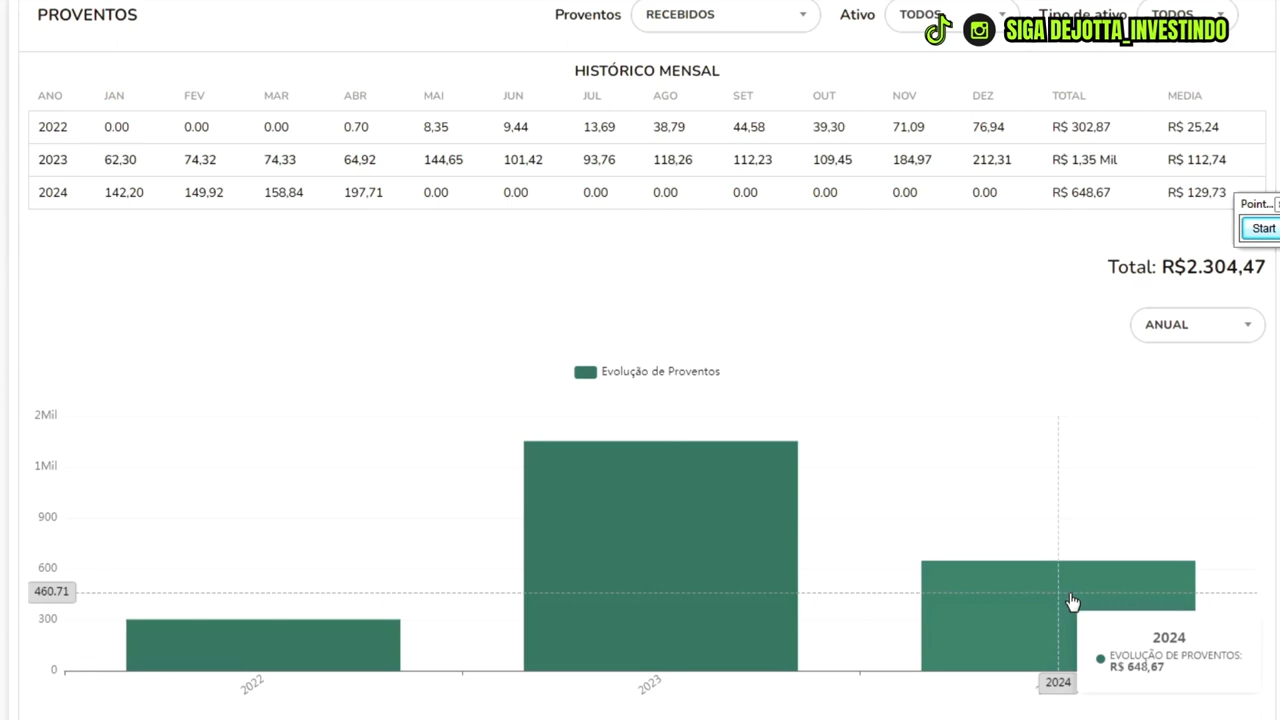 PROVENTOS Proventos RECEBIDOS Ativo TODOS Tipo de ativo TODOS
SIGA DEJOTTA_INVESTINDO
HISTÓRICO MENSAL
ANO JAN FEV MAR ABR MAI JUN JUL AGO SET OUT NOV DEZ TOTAL MEDIA
2022 0.00 0.00 0.00 0.70 8,35 9,44 13,69 38,79 44,58 39,30 71,09 76,94 R$ 302,87 R$ 25,24
2023 62,30 74,32 74,33 64,92 144,65 101,42 93,76 118,26 112,23 109,45 184,97 212,31 R$ 1,35 Mil R$ 112,74
2024 142,20 149,92 158,84 197,71 0.00 0.00 0.00 0.00 0.00 0.00 0.00 0.00 R$ 648,67 R$ 129,73
Point...
Start
Total: R$2.304,47
ANUAL
Evolução de Proventos
2Mil
1Mil
900
600
460.71
300
0
2022 2023 2024
2024
EVOLUÇÃO DE PROVENTOS:
R$ 648,67